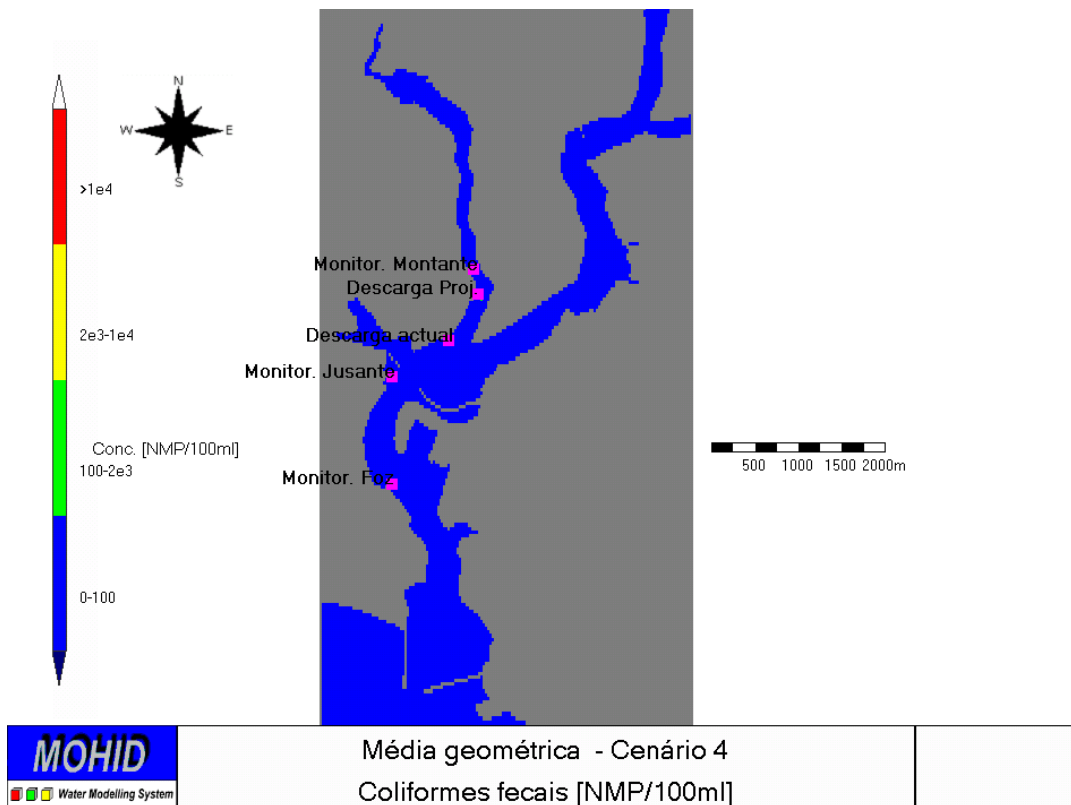 N
W
E
S
>1e4
2e3-1e4
Conc. [NMP/100ml]
100-2e3
0-100
Monitor. Montante
Descarga Proj.
Descarga actual
Monitor. Jusante
Monitor. Foz
500 1000 1500 2000m
MOHID
Water Modelling System
Média geométrica - Cenário 4
Coliformes fecais [NMP/100ml]